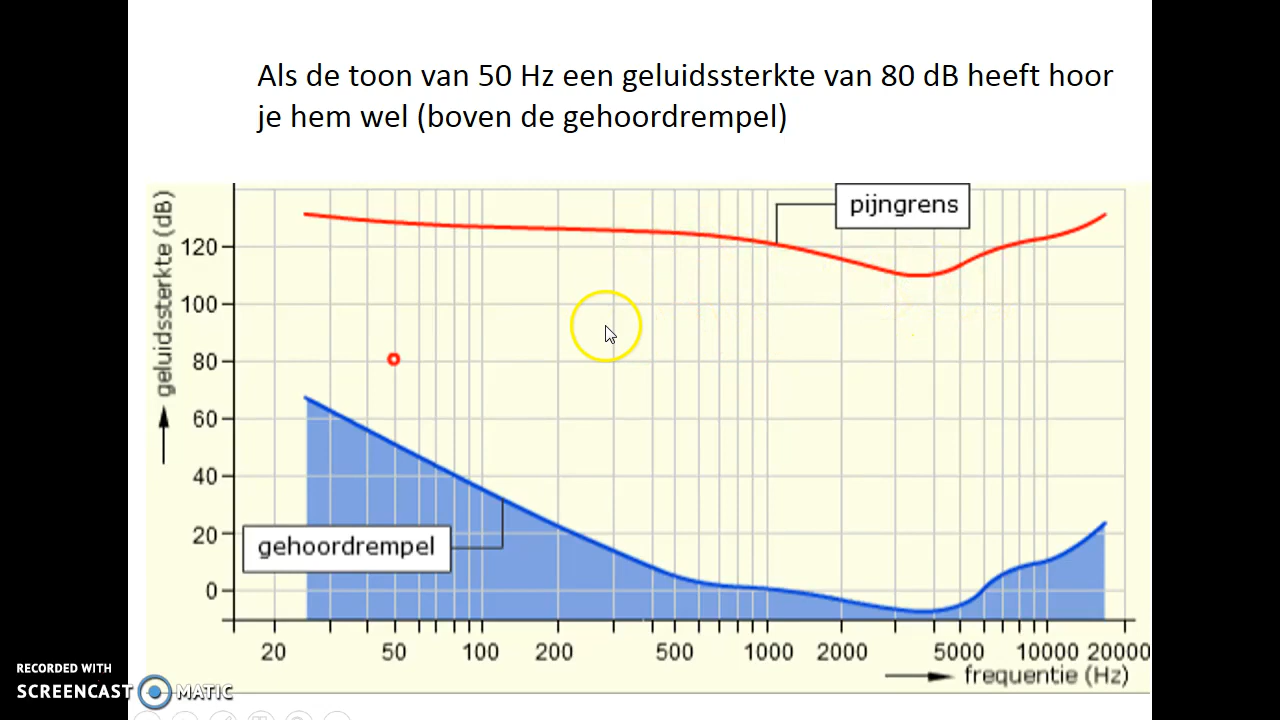 Als de toon van 50 Hz een geluidssterkte van 80 dB heeft hoor
je hem wel (boven de gehoordrempel)
geluidssterkte (dB)
pijngrens
120
100
80
60
40
20
0
gehoordrempel
20 50 100 200 500 1000 2000 5000 10000 20000
frequentie (Hz)
RECORDED WITH
SCREENCAST MATIC